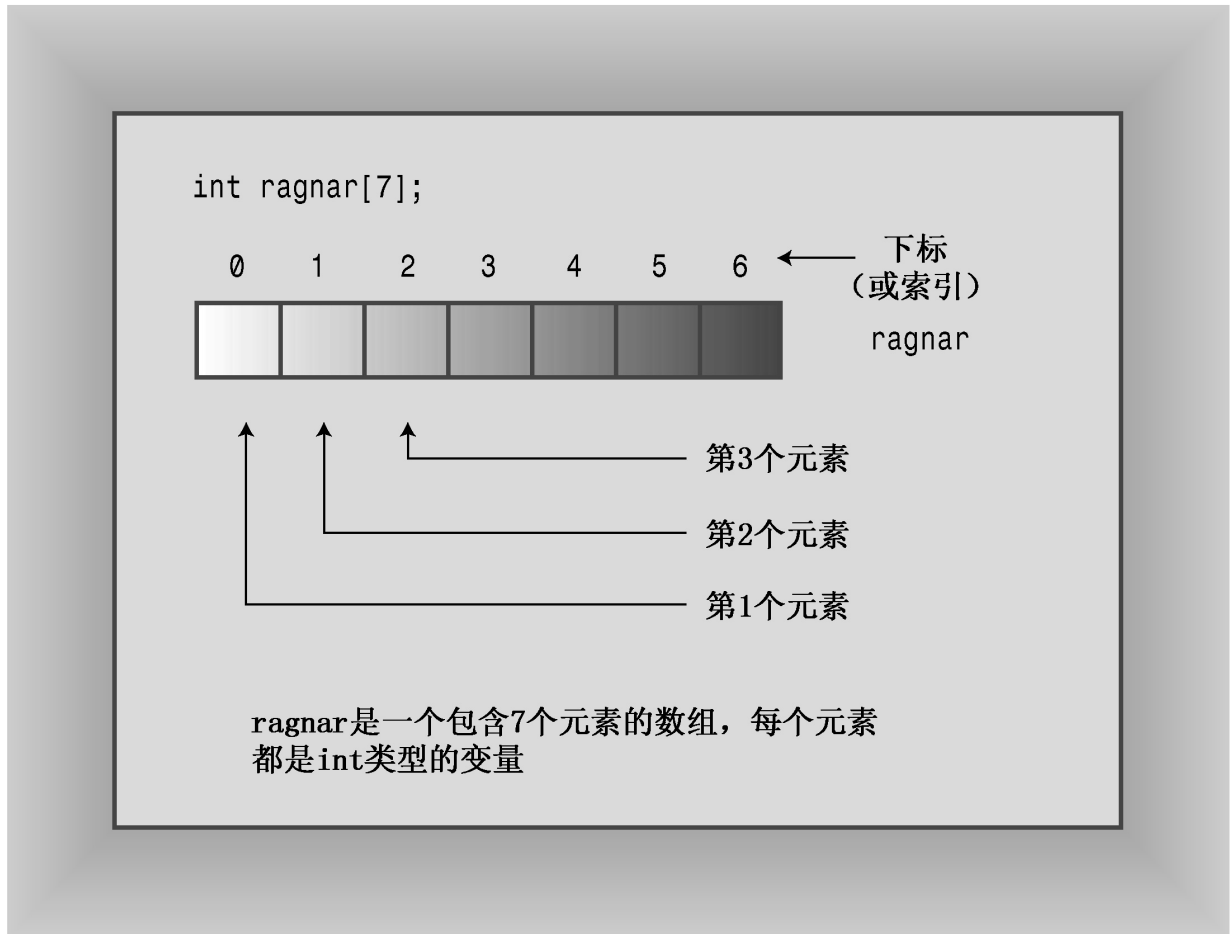 int ragnar[7];
0 1 2 3 4 5 6
下标
（或索引）
ragnar
第3个元素
第2个元素
第1个元素
ragnar是一个包含7个元素的数组，每个元素
都是int类型的变量